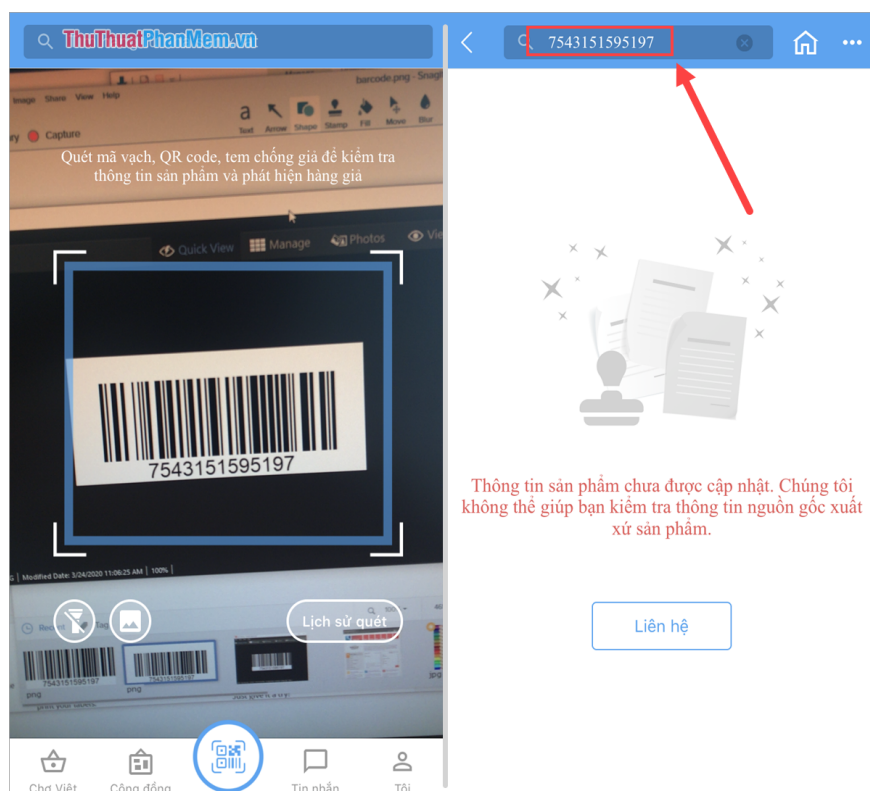 ThuThuatPhanMem.vn
barcode.png - Snagit
Image Share View Help
Capture
a
Text Arrow Shape Stamp Fill Move Blur
Quét mã vạch, QR code, tem chống giả để kiểm tra
thông tin sản phẩm và phát hiện hàng giả
Quick View Manage Photos
7543151595197
Modified Date: 3/24/2020 11:06:25 AM | 100% |
Lịch sử quét
7543151595197
png
png
Chợ Việt Cộng đồng Tin nhắn Tôi
7543151595197
Thông tin sản phẩm chưa được cập nhật. Chúng tôi
không thể giúp bạn kiểm tra thông tin nguồn gốc xuất
xứ sản phẩm.
Liên hệ